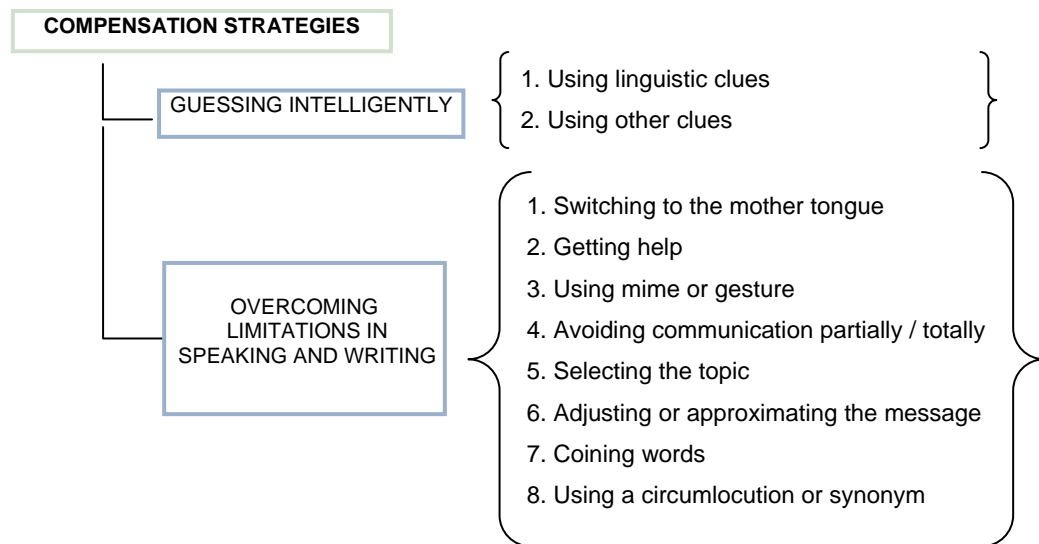 COMPENSATION STRATEGIES
GUESSING INTELLIGENTLY
1. Using linguistic clues
2. Using other clues
OVERCOMING
LIMITATIONS IN
SPEAKING AND WRITING
1. Switching to the mother tongue
2. Getting help
3. Using mime or gesture
4. Avoiding communication partially / totally
5. Selecting the topic
6. Adjusting or approximating the message
7. Coining words
8. Using a circumlocution or synonym